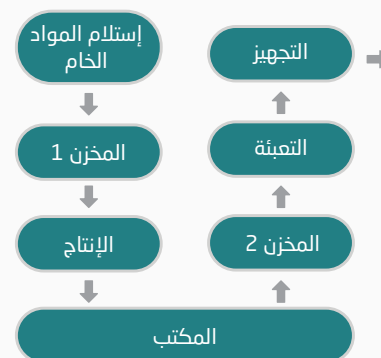 إستلام المواد
الخام
المخزن 1
الإنتاج
المكتب
المخزن 2
التعبئة
التجهيز